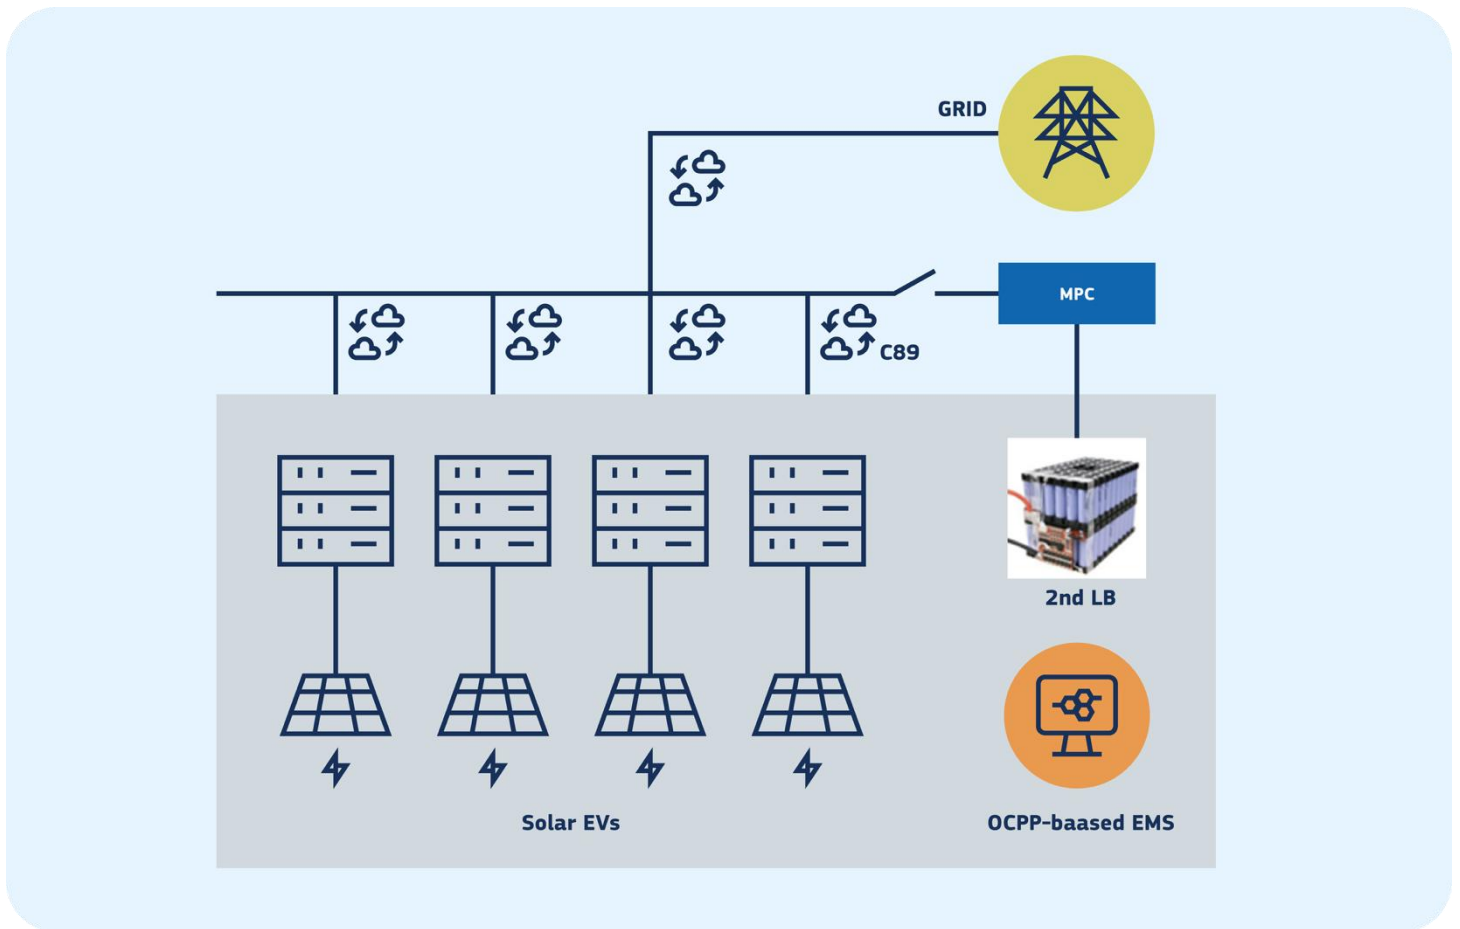 GRID
MPC
C89
2nd LB
Solar EVs
OCPP-baased EMS